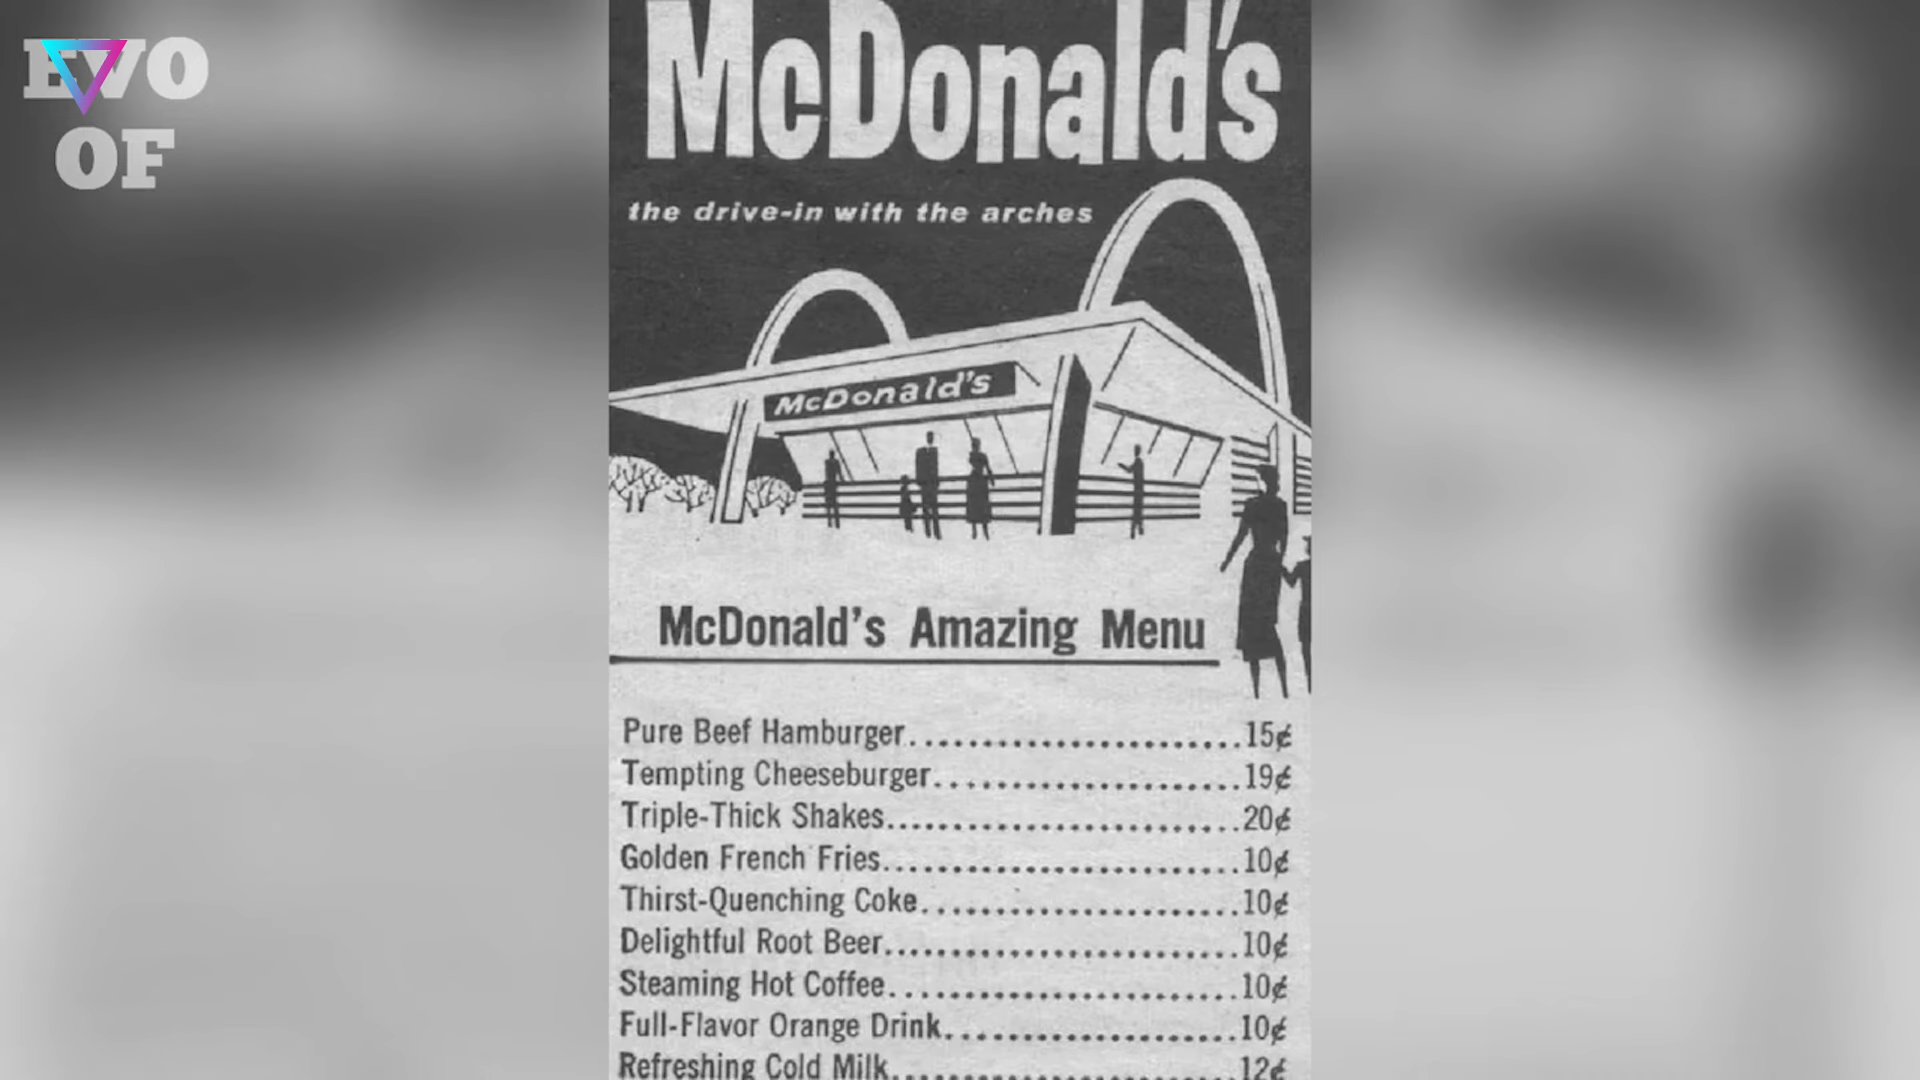 EVO
OF
McDonald's
the drive-in with the arches
McDonald's
McDonald's Amazing Menu
Pure Beef Hamburger.......................15¢
Tempting Cheeseburger.....................19¢
Triple-Thick Shakes........................20¢
Golden French Fries........................10¢
Thirst-Quenching Coke......................10¢
Delightful Root Beer........................10¢
Steaming Hot Coffee........................10¢
Full-Flavor Orange Drink....................10¢
Refreshing Cold Milk........................12¢